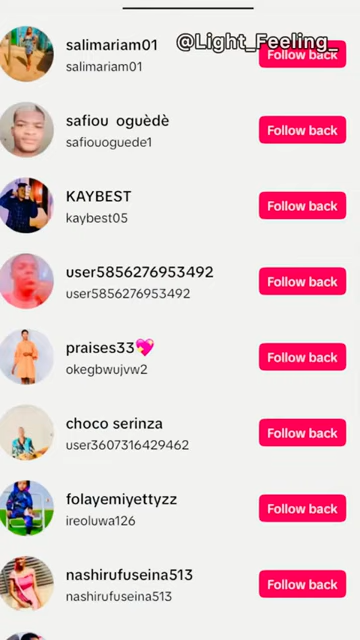 salimariam01
@Light_Feeling_
Follow back
salimariam01
safiou oguèdè
Follow back
safiouoguede1
KAYBEST
Follow back
kaybest05
user5856276953492
Follow back
user5856276953492
praises33💖
Follow back
okegbwujvw2
choco serinza
Follow back
user3607316429462
folayemiyettyzz
Follow back
ireoluwa126
nashirufuseina513
Follow back
nashirufuseina513